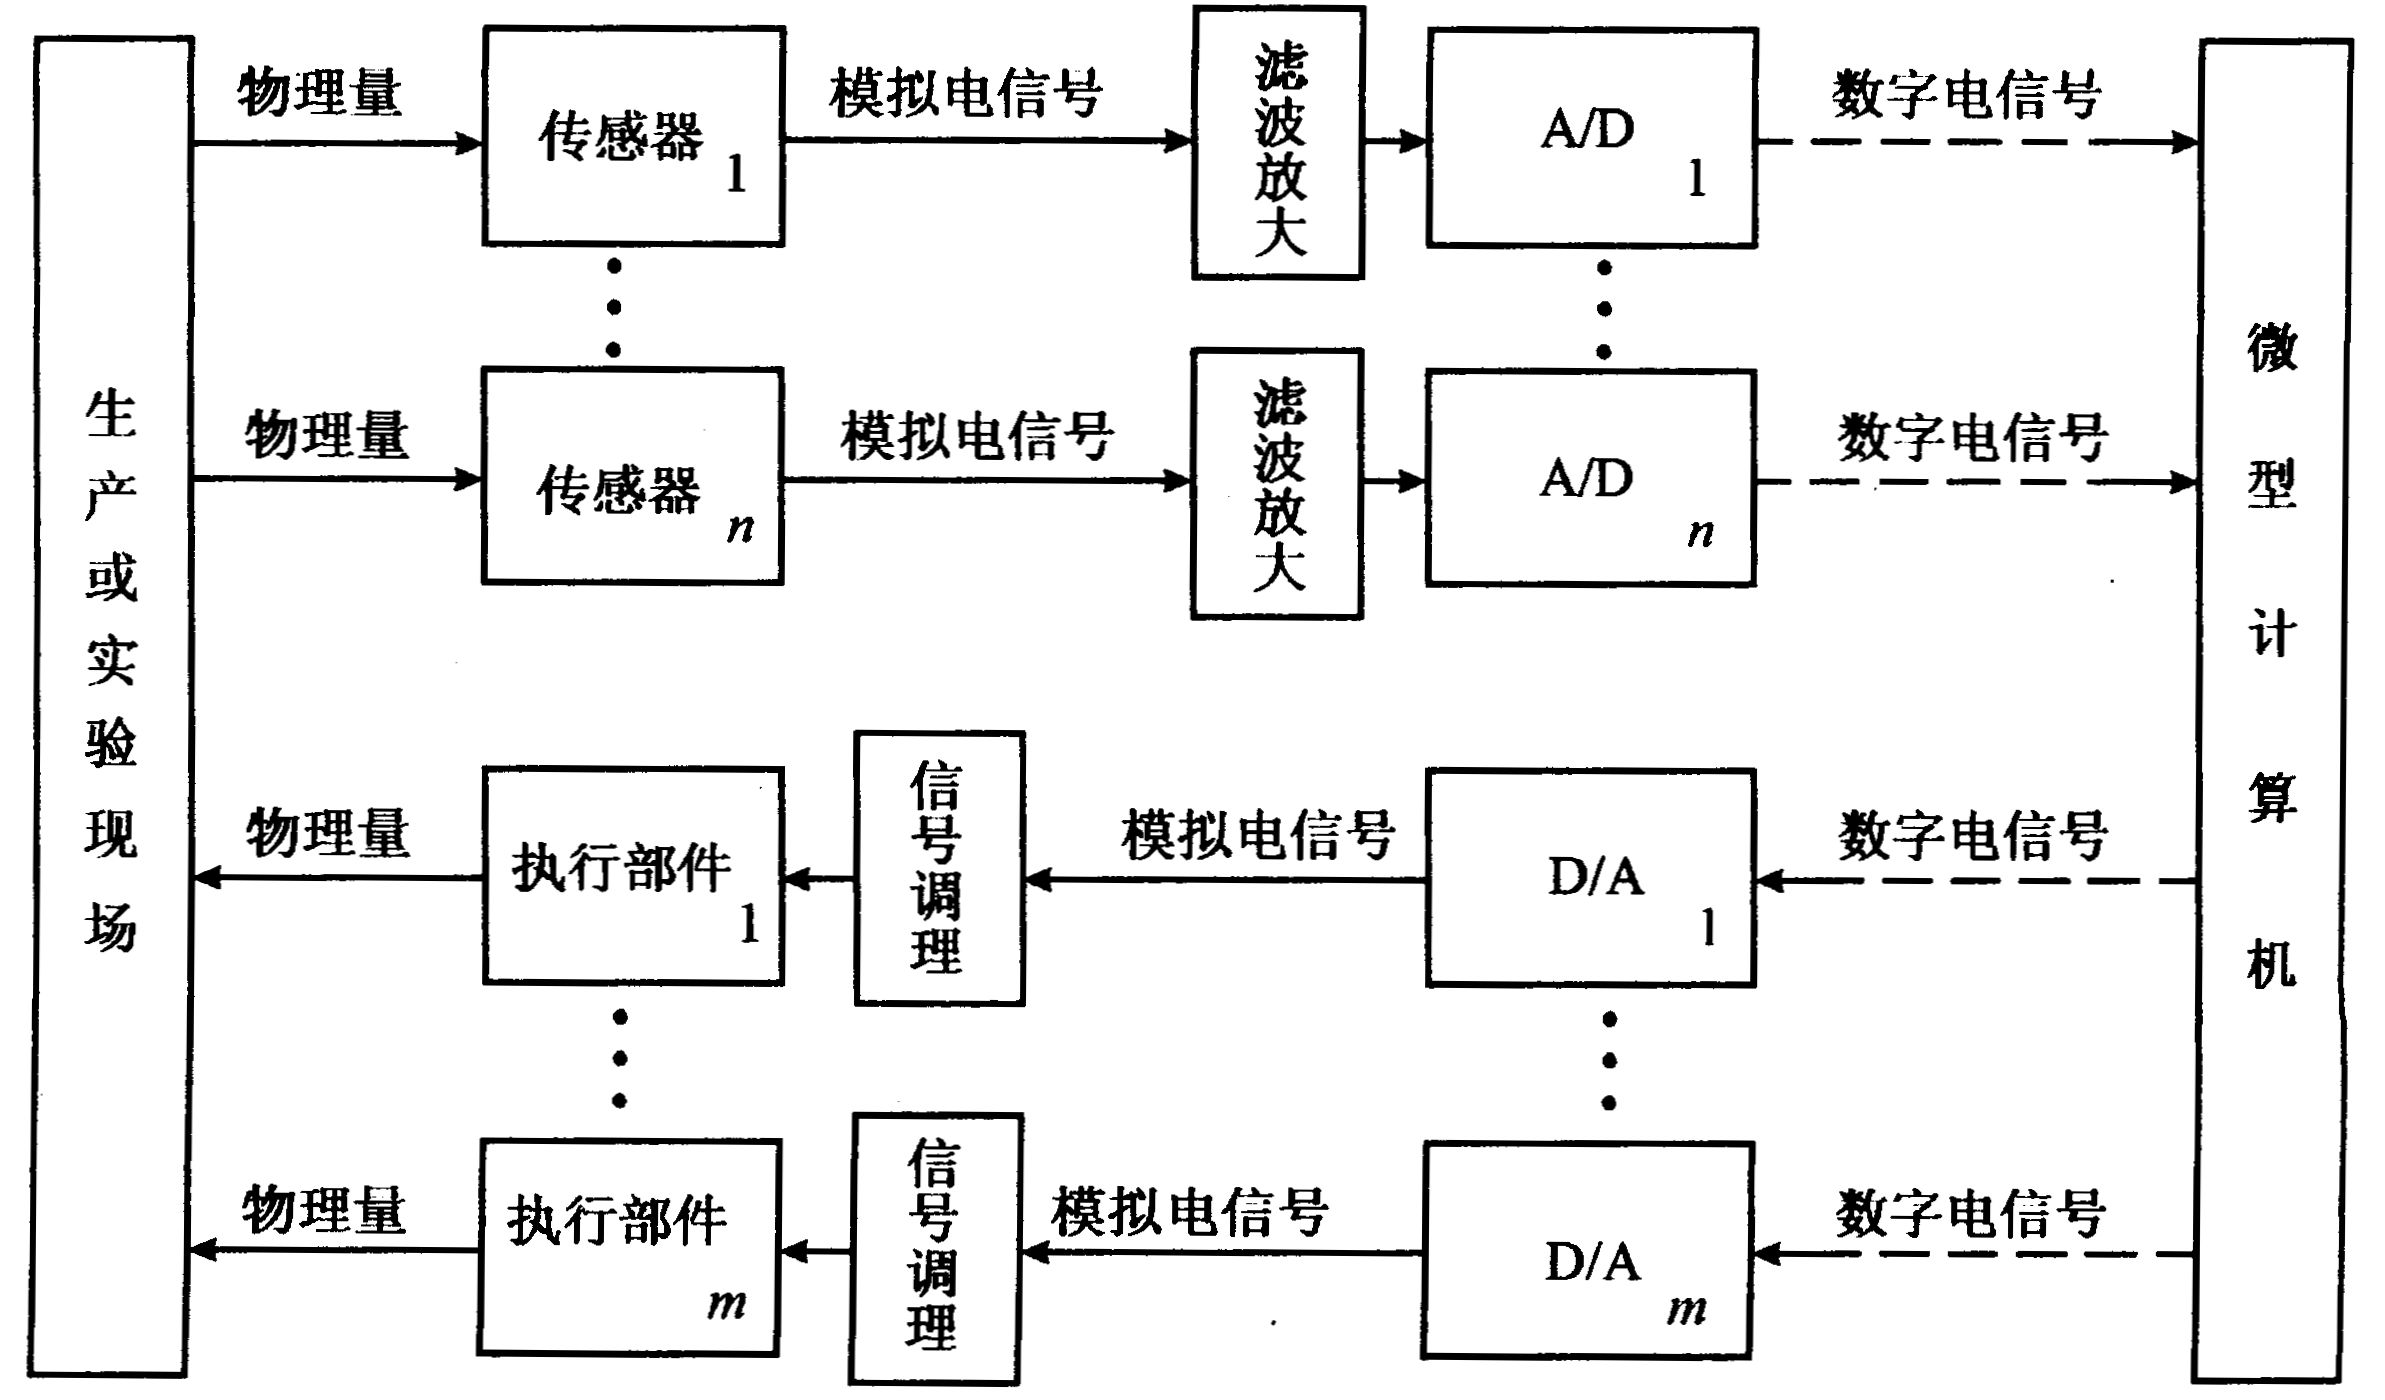 生产或实验现场
物理量
传感器
1
模拟电信号
滤波放大
A/D
1
数字电信号
物理量
传感器
n
模拟电信号
滤波放大
A/D
n
数字电信号
物理量
执行部件
1
信号调理
模拟电信号
D/A
1
数字电信号
物理量
执行部件
m
信号调理
模拟电信号
D/A
m
数字电信号
微型计算机